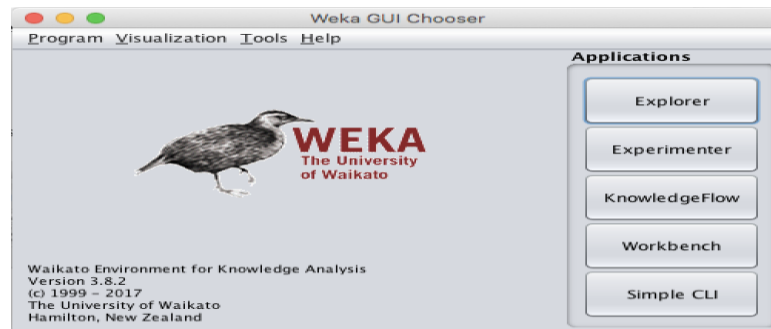 Weka GUI Chooser
Program Visualization Tools Help
Applications
Explorer
Experimenter
KnowledgeFlow
Workbench
Simple CLI
WEKA
The University
of Waikato
Waikato Environment for Knowledge Analysis
Version 3.8.2
(c) 1999 – 2017
The University of Waikato
Hamilton, New Zealand